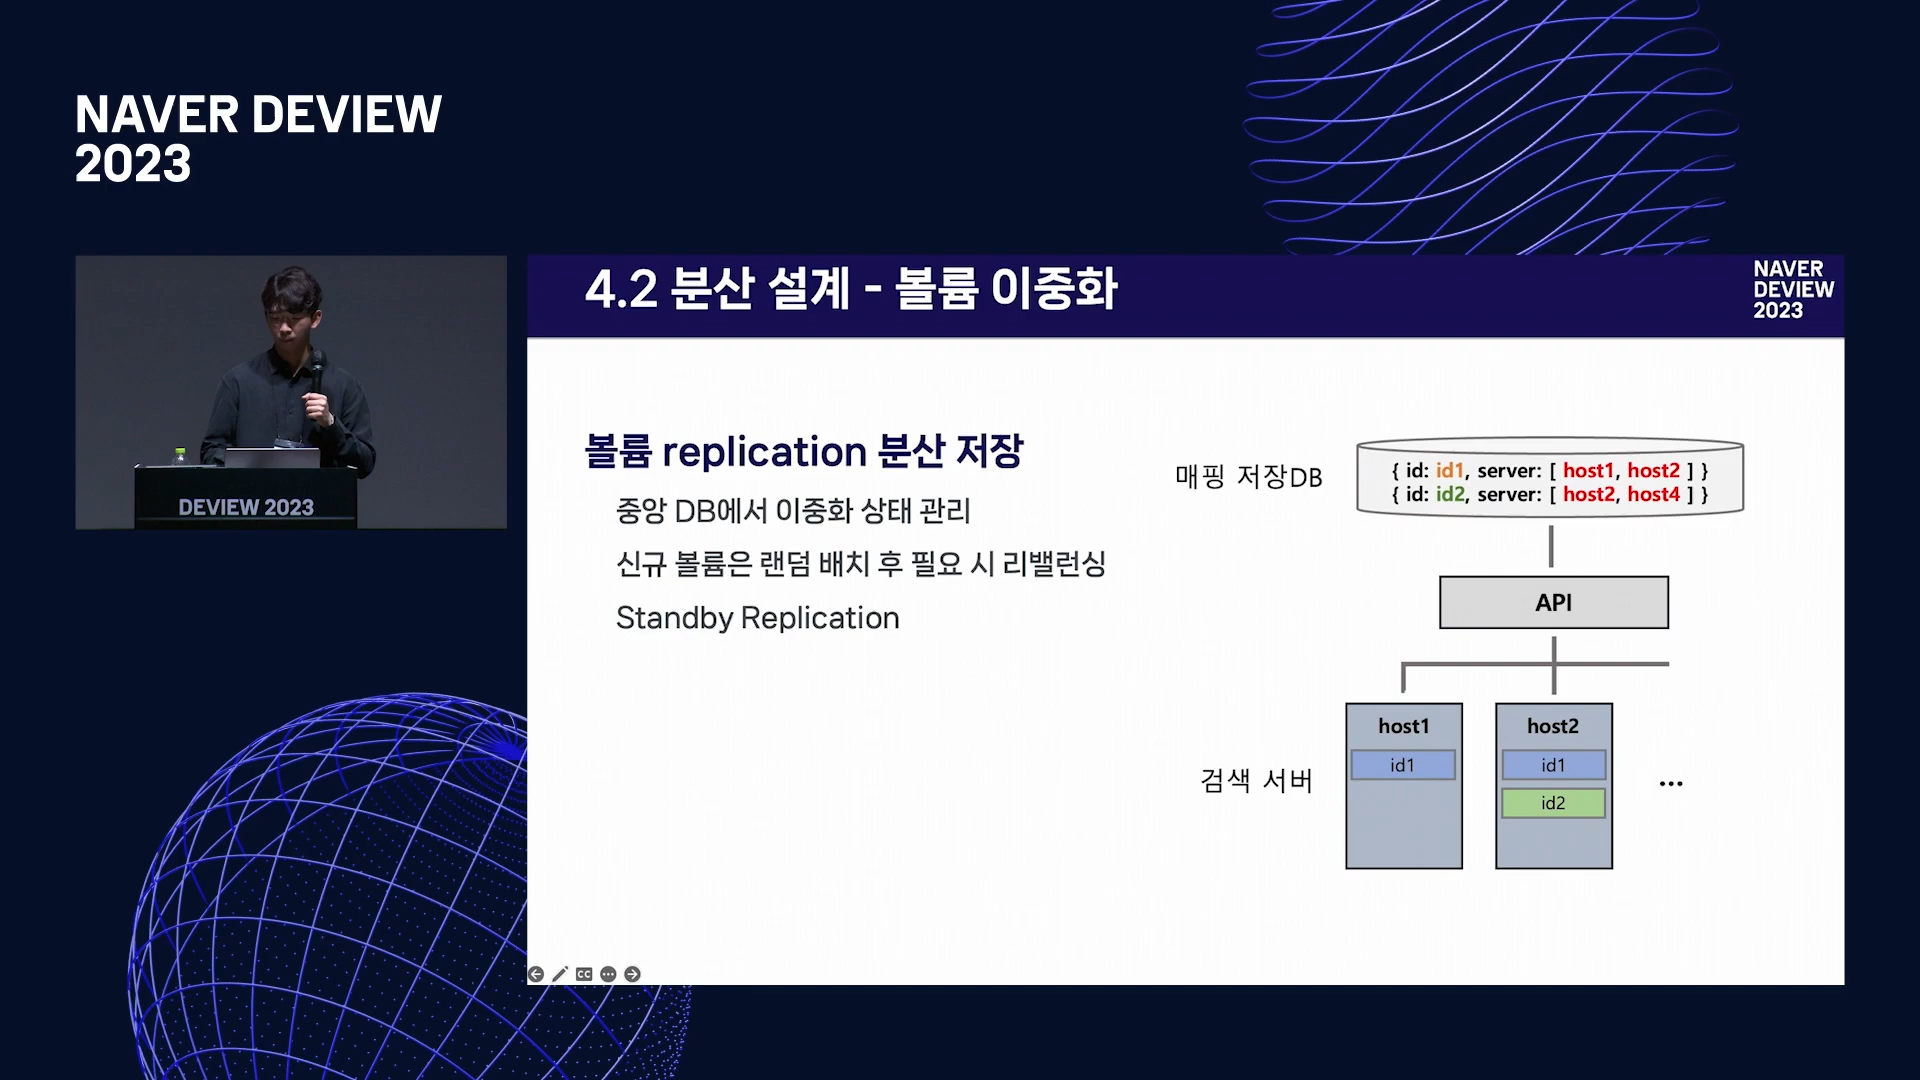 NAVER DEVIEW
2023
DEVIEW 2023
4.2 분산 설계 - 볼륨 이중화
NAVER
DEVIEW
2023
볼륨 replication 분산 저장
중앙 DB에서 이중화 상태 관리
신규 볼륨은 랜덤 배치 후 필요 시 리밸런싱
Standby Replication
매핑 저장DB
{ id: id1, server: [ host1, host2 ] }
{ id: id2, server: [ host2, host4 ] }
API
검색 서버
host1
id1
host2
id1
id2
...
CC